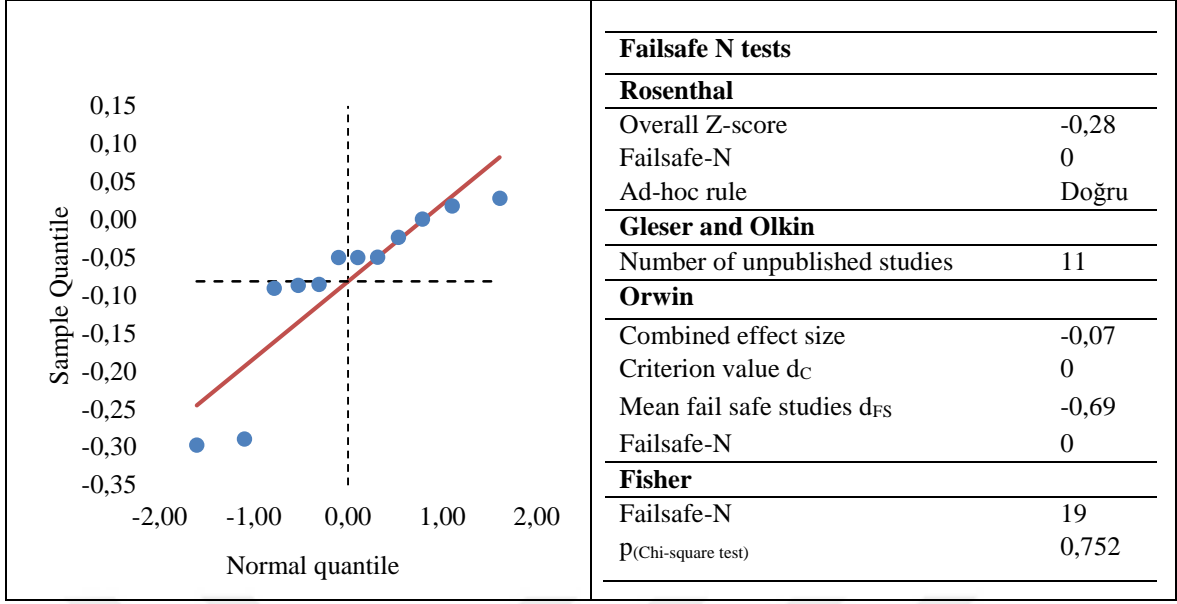 0,15
0,10
0,05
0,00
-0,05
-0,10
-0,15
-0,20
-0,25
-0,30
-0,35
Sample Quantile
-2,00 -1,00 0,00 1,00 2,00
Normal quantile
Failsafe N tests
Rosenthal
Overall Z-score -0,28
Failsafe-N 0
Ad-hoc rule Doğru
Gleser and Olkin
Number of unpublished studies 11
Orwin
Combined effect size -0,07
Criterion value dC 0
Mean fail safe studies dFS -0,69
Failsafe-N 0
Fisher
Failsafe-N 19
p(Chi-square test) 0,752